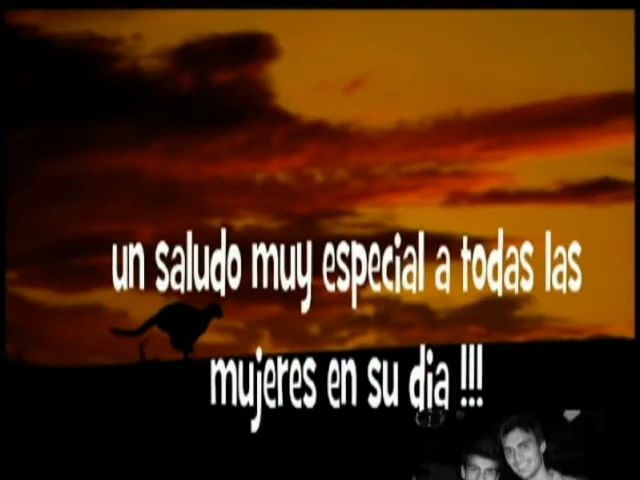 un saludo muy especial a todas las
mujeres en su dia !!!